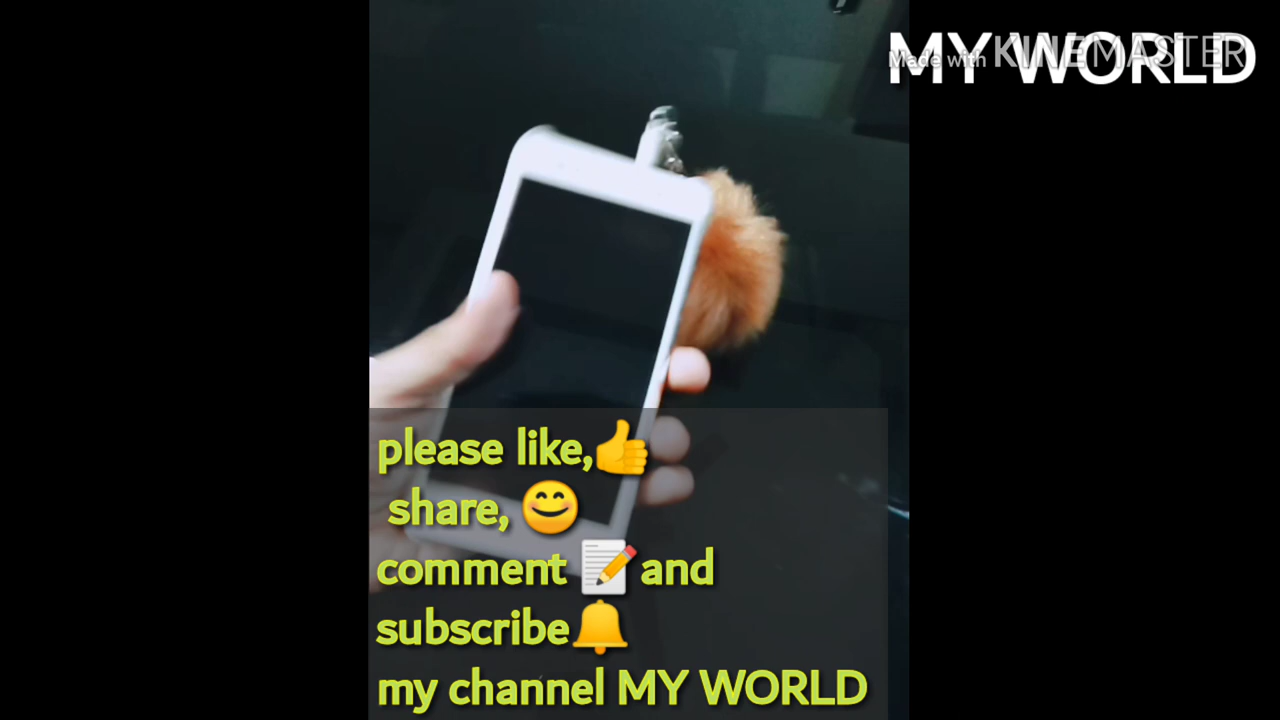 MY WORLD
Made with KINEMASTER
please like,👍
share, 😊
comment 📝and
subscribe🔔
my channel MY WORLD